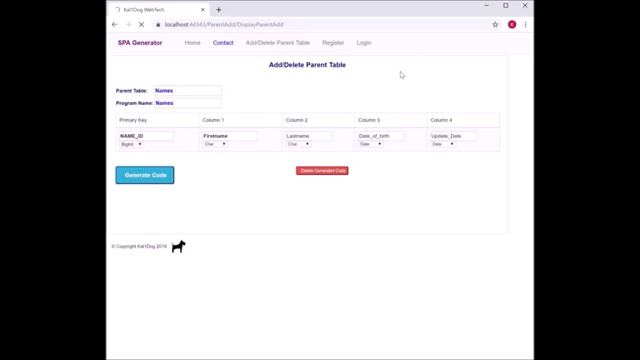 Kal1Dog WebTech
localhost:44343/ParentAdd/DisplayParentAdd
SPA Generator Home Contact Add/Delete Parent Table Register Login
Add/Delete Parent Table
Parent Table: Names
Program Name: Names
Primary Key Column 1 Column 2 Column 3 Column 4
NAME_ID Firstname Lastname Date_of_birth Update_Date
BigInt Char Char Date Date
Generate Code Delete Generated Code
© Copyright Kal1Dog 2019